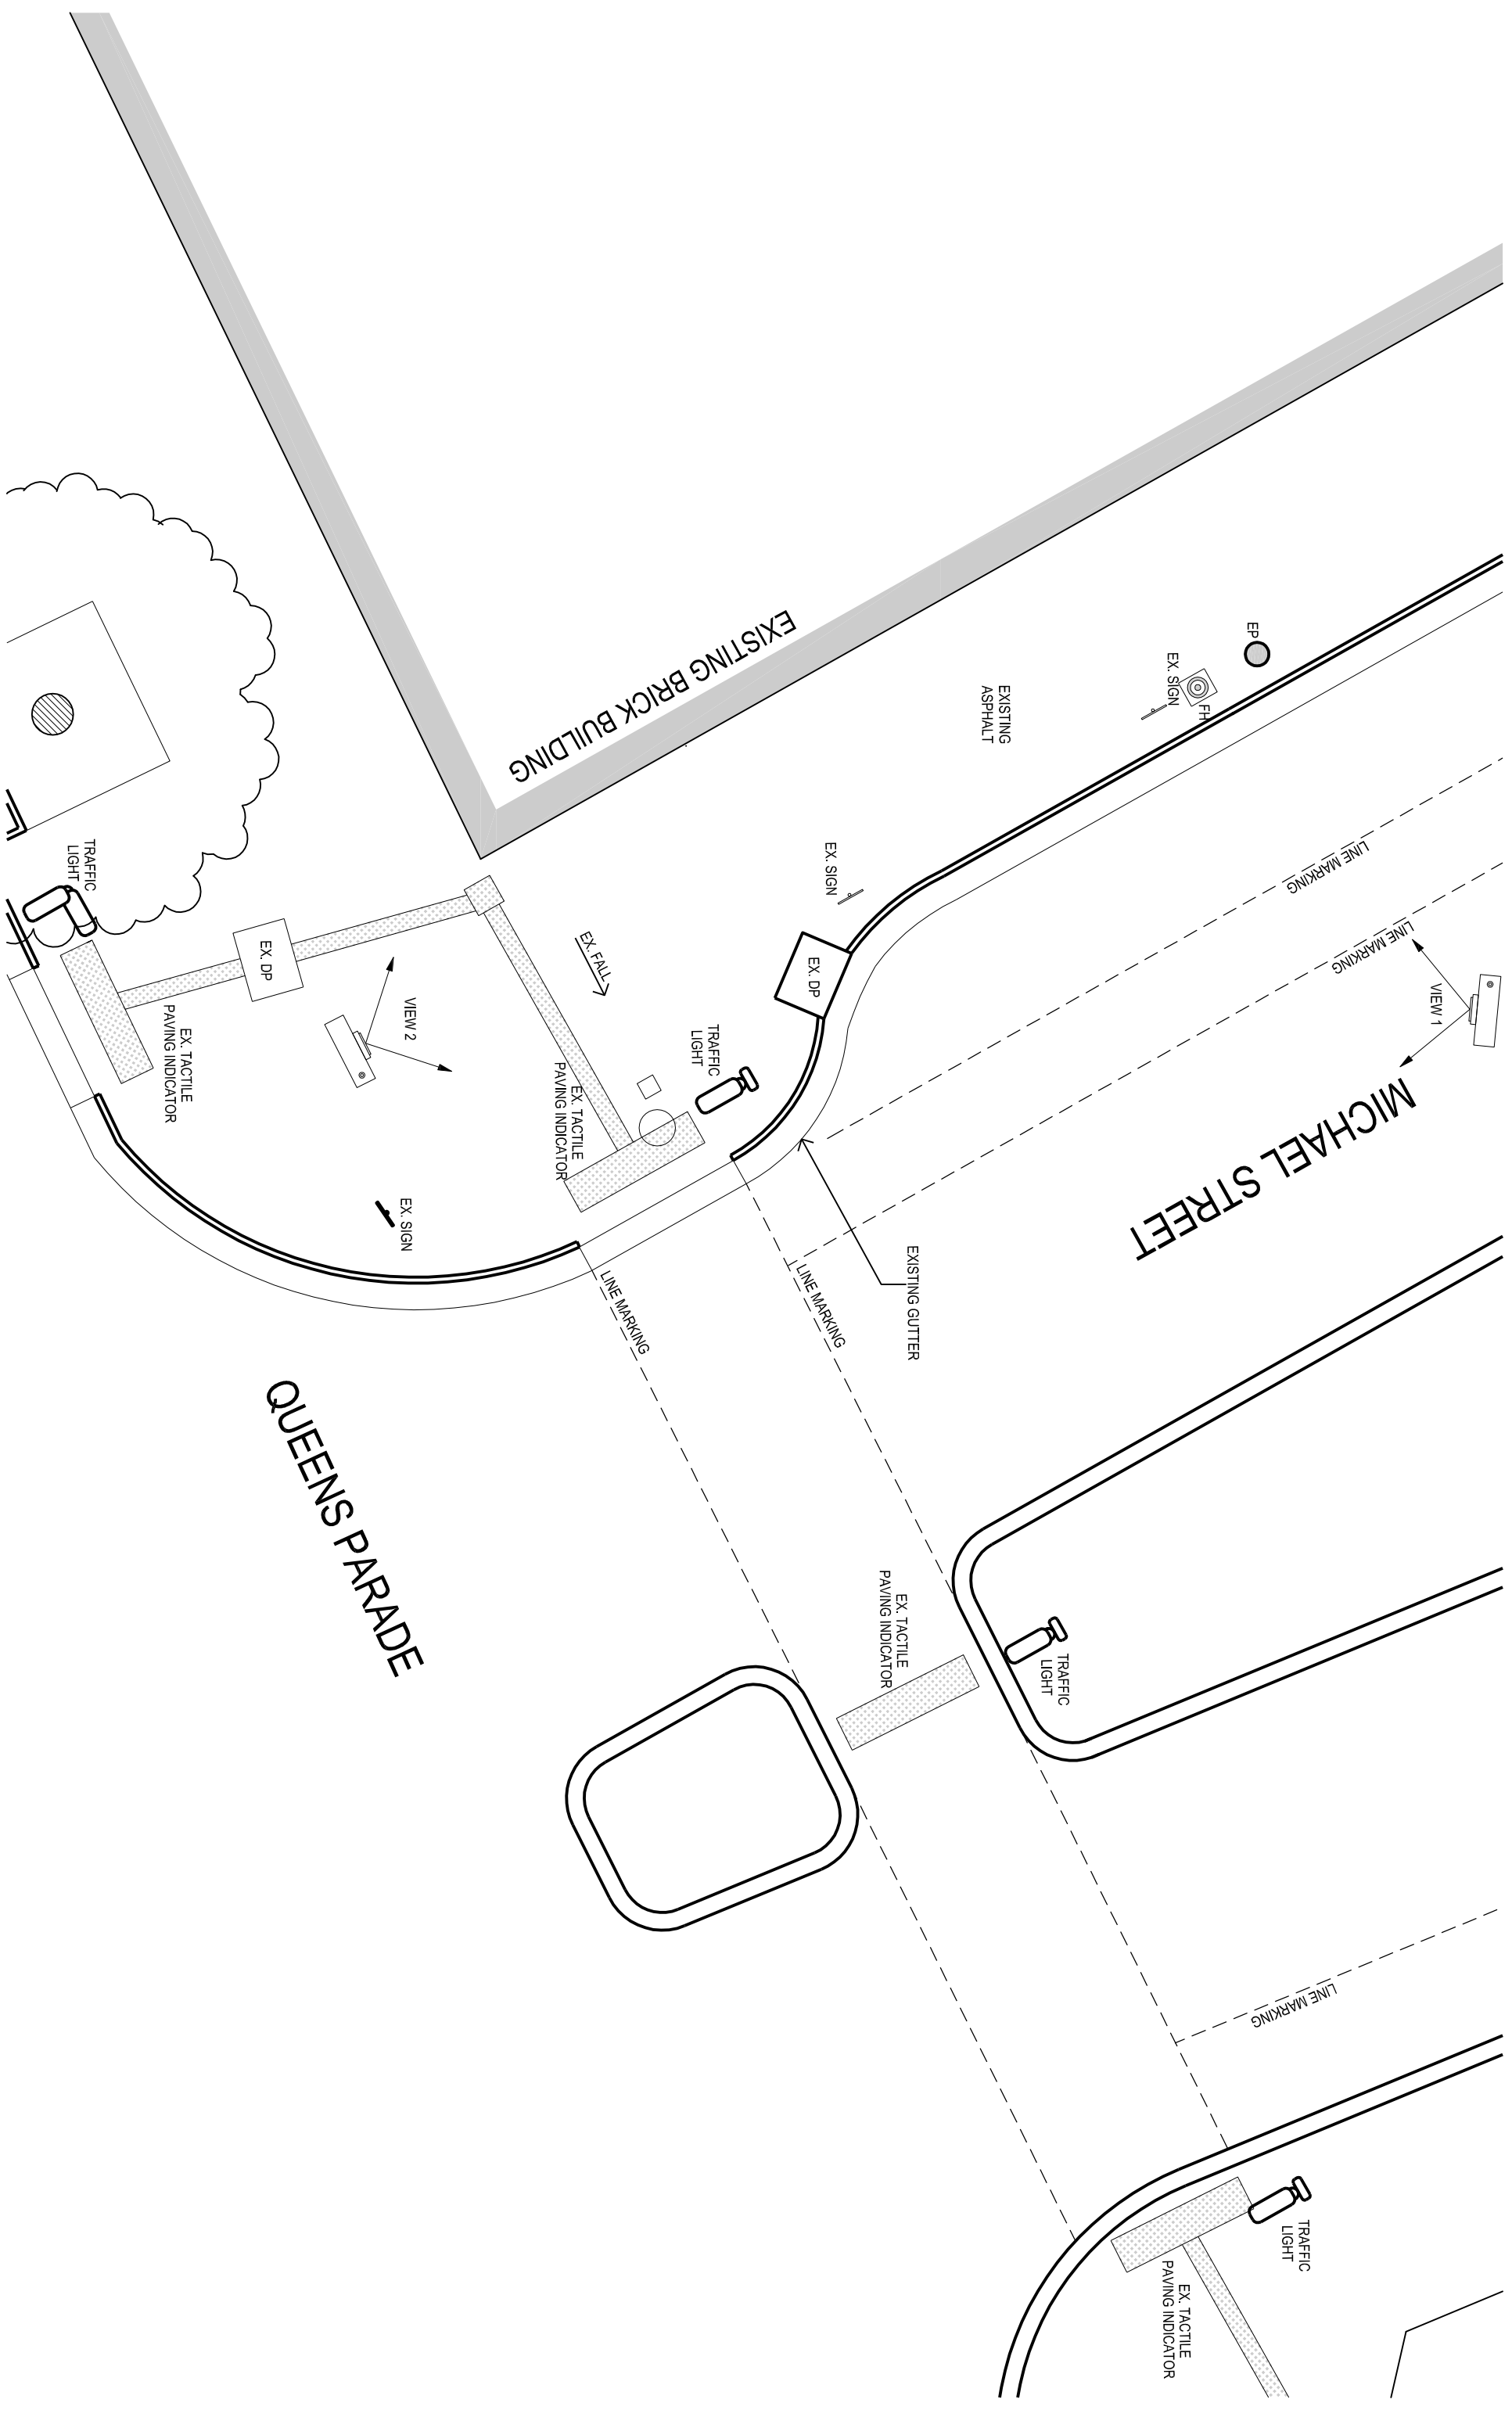 EXISTING BRICK BUILDING
EP
EX. SIGN
FH
EXISTING
ASPHALT
EX. SIGN
EX. DP
EX. FALL
TRAFFIC
LIGHT
TRAFFIC
LIGHT
EX. DP
VIEW 2
EX. TACTILE
PAVING INDICATOR
EX. TACTILE
PAVING INDICATOR
EX. SIGN
LINE MARKING
LINE MARKING
VIEW 1
MICHAEL STREET
LINE MARKING
LINE MARKING
EXISTING GUTTER
QUEENS PARADE
EX. TACTILE
PAVING INDICATOR
TRAFFIC
LIGHT
LINE MARKING
TRAFFIC
LIGHT
EX. TACTILE
PAVING INDICATOR